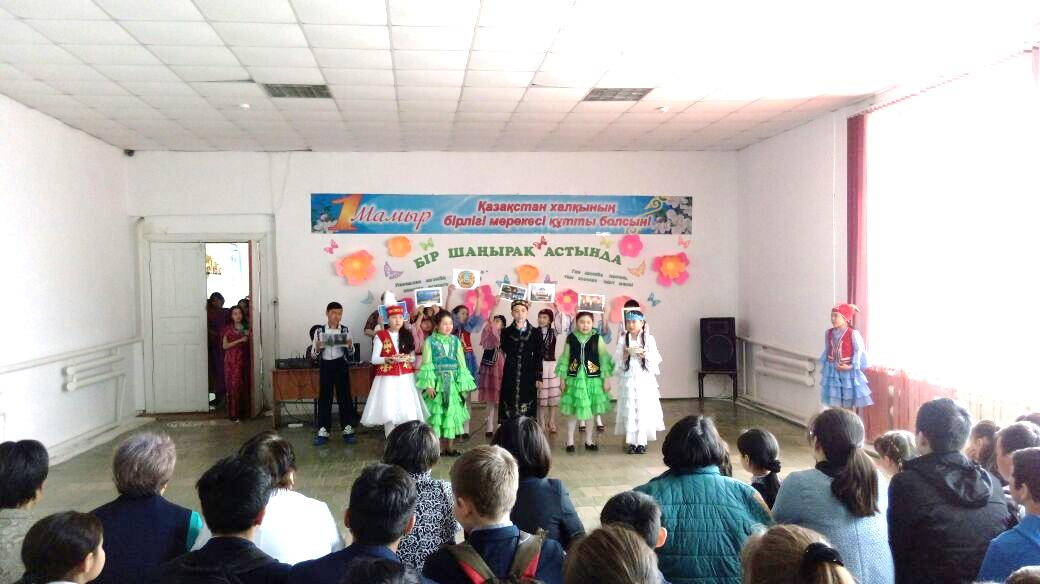 1 Мамыр
Қазақстан халқының
бірлігі мерекесі құтты болсын!
БІР ШАҢЫРАҚ АСТЫНДА